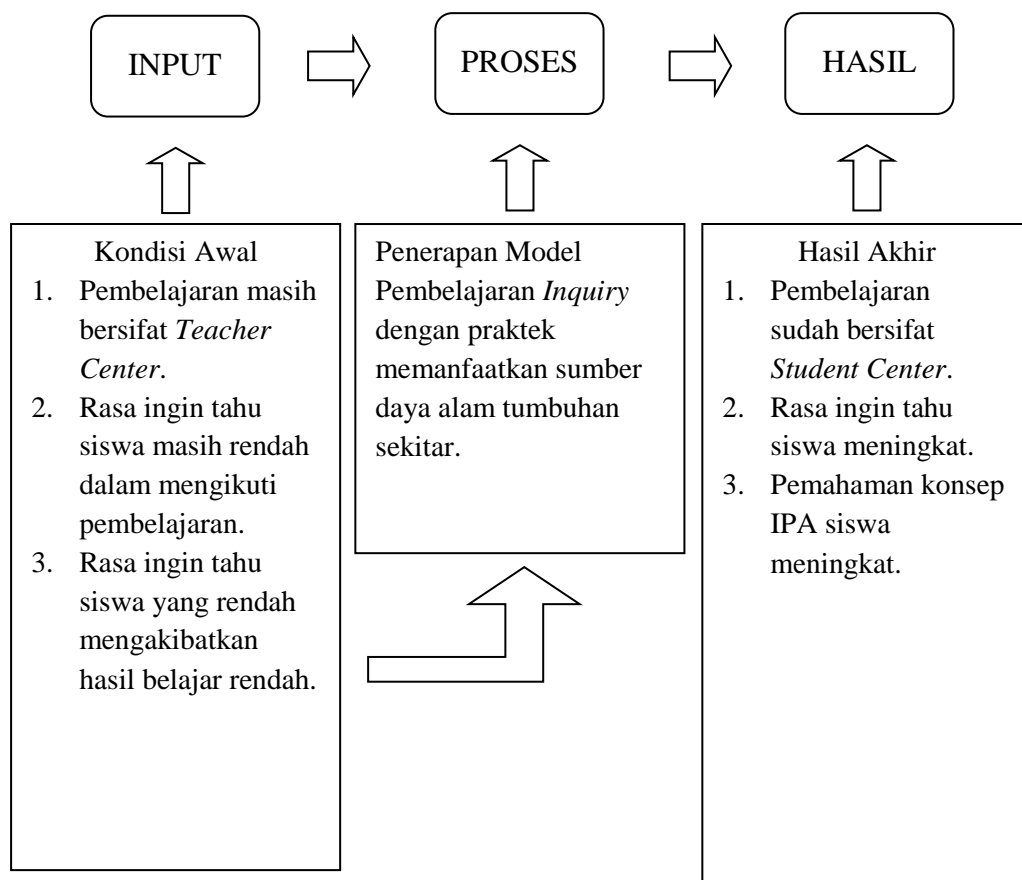 INPUT
PROSES
HASIL
Kondisi Awal
1. Pembelajaran masih
bersifat Teacher
Center.
2. Rasa ingin tahu
siswa masih rendah
dalam mengikuti
pembelajaran.
3. Rasa ingin tahu
siswa yang rendah
mengakibatkan
hasil belajar rendah.
Penerapan Model
Pembelajaran Inquiry
dengan praktek
memanfaatkan sumber
daya alam tumbuhan
sekitar.
Hasil Akhir
1. Pembelajaran
sudah bersifat
Student Center.
2. Rasa ingin tahu
siswa meningkat.
3. Pemahaman konsep
IPA siswa
meningkat.